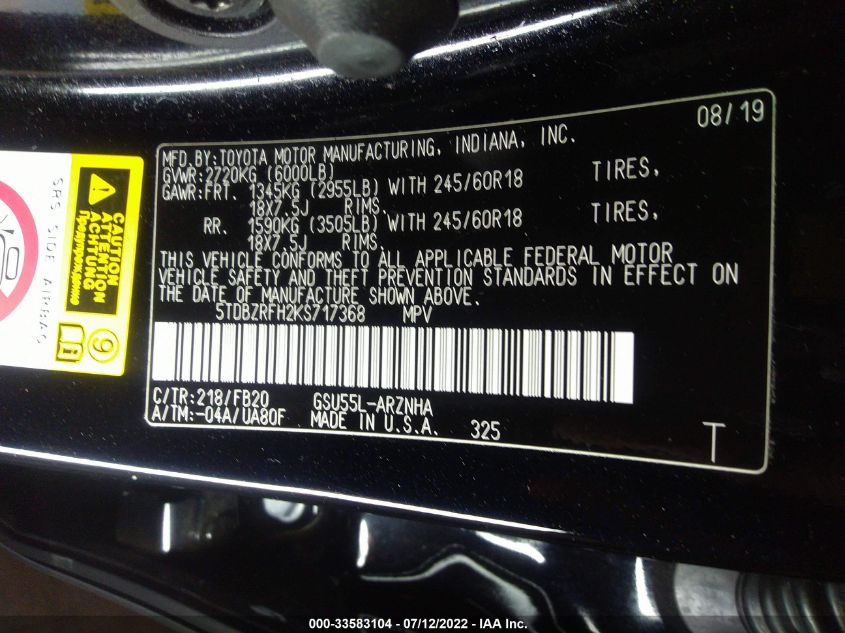 08/19
MFD. BY: TOYOTA MOTOR MANUFACTURING, INDIANA, INC.
GVWR: 2720KG (6000LB)
GAWR: FRT. 1345KG (2955LB) WITH 245/60R18 TIRES,
18X7.5J RIMS.
RR. 1590KG (3505LB) WITH 245/60R18 TIRES,
18X7.5J RIMS.
THIS VEHICLE CONFORMS TO ALL APPLICABLE FEDERAL MOTOR
VEHICLE SAFETY AND THEFT PREVENTION STANDARDS IN EFFECT ON
THE DATE OF MANUFACTURE SHOWN ABOVE.
5TDBZRFH2KS717368 MPV
C/TR: 218/FB20 GSU55L-ARZNHA
A/TM: -04A/UA80F MADE IN U.S.A. 325
T
SRS SIDE AIRBAG
CAUTION
ATTENTION
ACHTUNG
Предупреждение
9
000-33583104 - 07/12/2022 - IAA Inc.